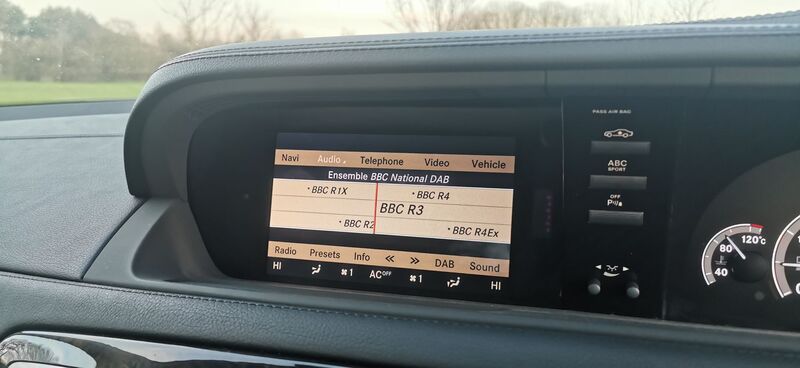 Navi Audio Telephone Video Vehicle
Ensemble BBC National DAB
BBC R1X BBC R4
BBC R3
BBC R2 BBC R4Ex
Radio Presets Info DAB Sound
HI 1 AC OFF 1 HI
PASS AIR BAG
ABC
SPORT
OFF
P
120°C
80
40